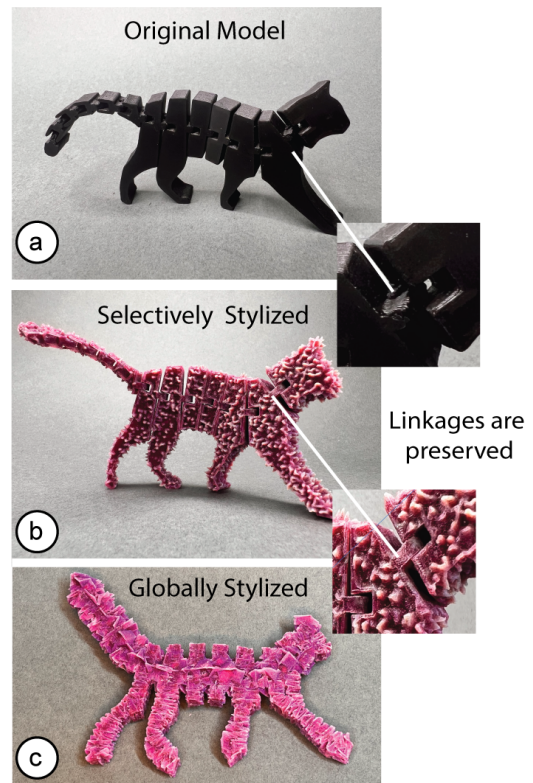 Original Model
a
Selectively Stylized
Linkages are
preserved
b
Globally Stylized
c